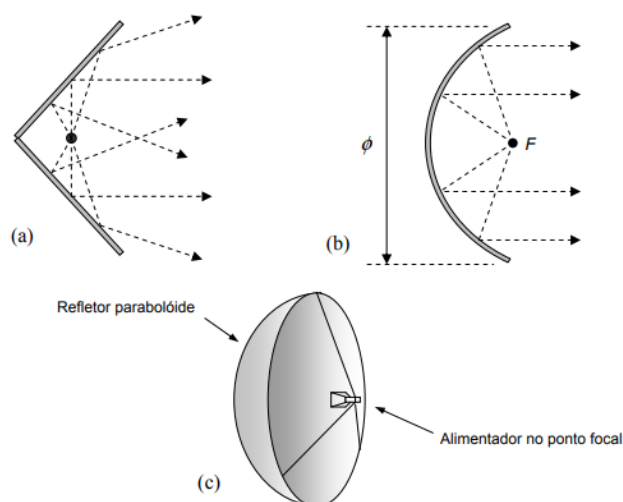 (a)
ϕ
F
(b)
Refletor parabolóide
Alimentador no ponto focal
(c)